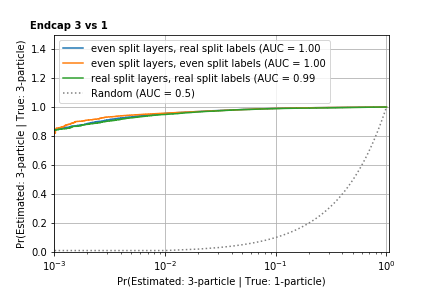 Endcap 3 vs 1
even split layers, real split labels (AUC = 1.00
even split layers, even split labels (AUC = 1.00
real split layers, real split labels (AUC = 0.99
Random (AUC = 0.5)
Pr(Estimated: 3-particle | True: 3-particle)
1.4
1.2
1.0
0.8
0.6
0.4
0.2
0.0
10⁻³
10⁻²
10⁻¹
10⁰
Pr(Estimated: 3-particle | True: 1-particle)